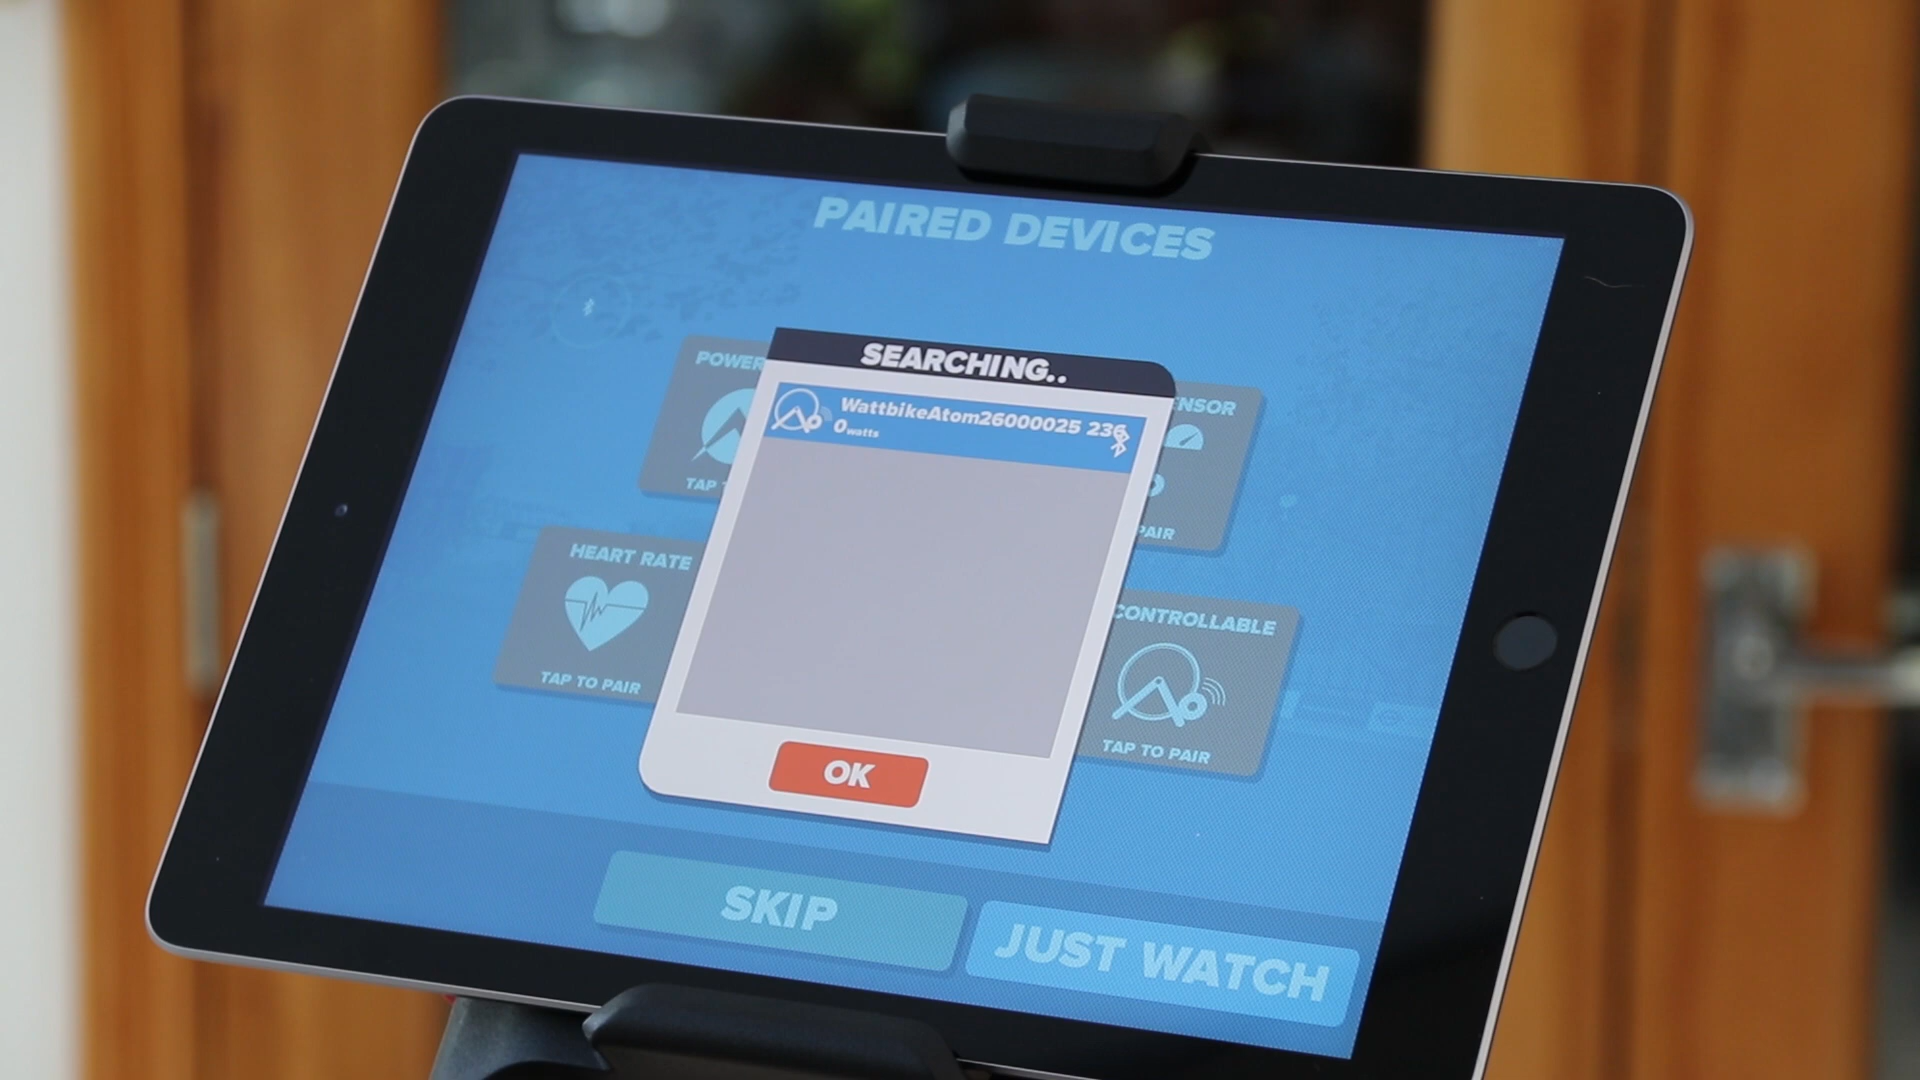 PAIRED DEVICES
POWER
SEARCHING..
WattbikeAtom26000025 236
0watts
TAP
PAIR
HEART RATE
TAP TO PAIR
CONTROLLABLE
TAP TO PAIR
OK
SKIP
JUST WATCH